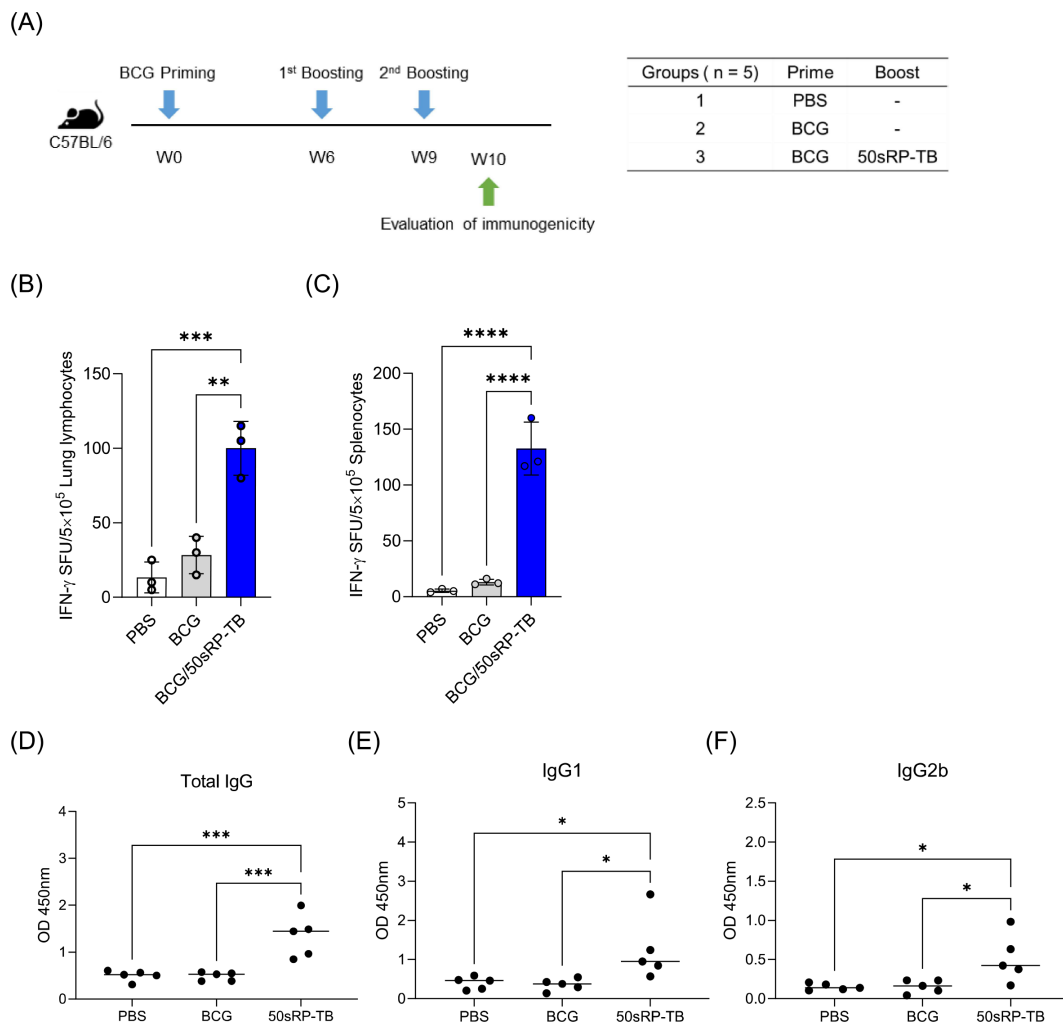 (A)
BCG Priming 1st Boosting 2nd Boosting
C57BL/6
W0 W6 W9 W10
Evaluation of immunogenicity
Groups ( n = 5) Prime Boost
1 PBS -
2 BCG -
3 BCG 50sRP-TB
(B)
IFN-γ SFU/5×10⁵ Lung lymphocytes
150
100
50
0
***
**
PBS
BCG
BCG/50sRP-TB
(C)
IFN-γ SFU/5×10⁵ Splenocytes
200
150
100
50
0
****
****
PBS
BCG
BCG/50sRP-TB
(D)
Total IgG
OD 450nm
4
3
2
1
0
***
***
PBS BCG 50sRP-TB
(E)
IgG1
OD 450nm
5
4
3
2
1
0
*
*
PBS BCG 50sRP-TB
(F)
IgG2b
OD 450nm
2.5
2.0
1.5
1.0
0.5
0.0
*
*
PBS BCG 50sRP-TB